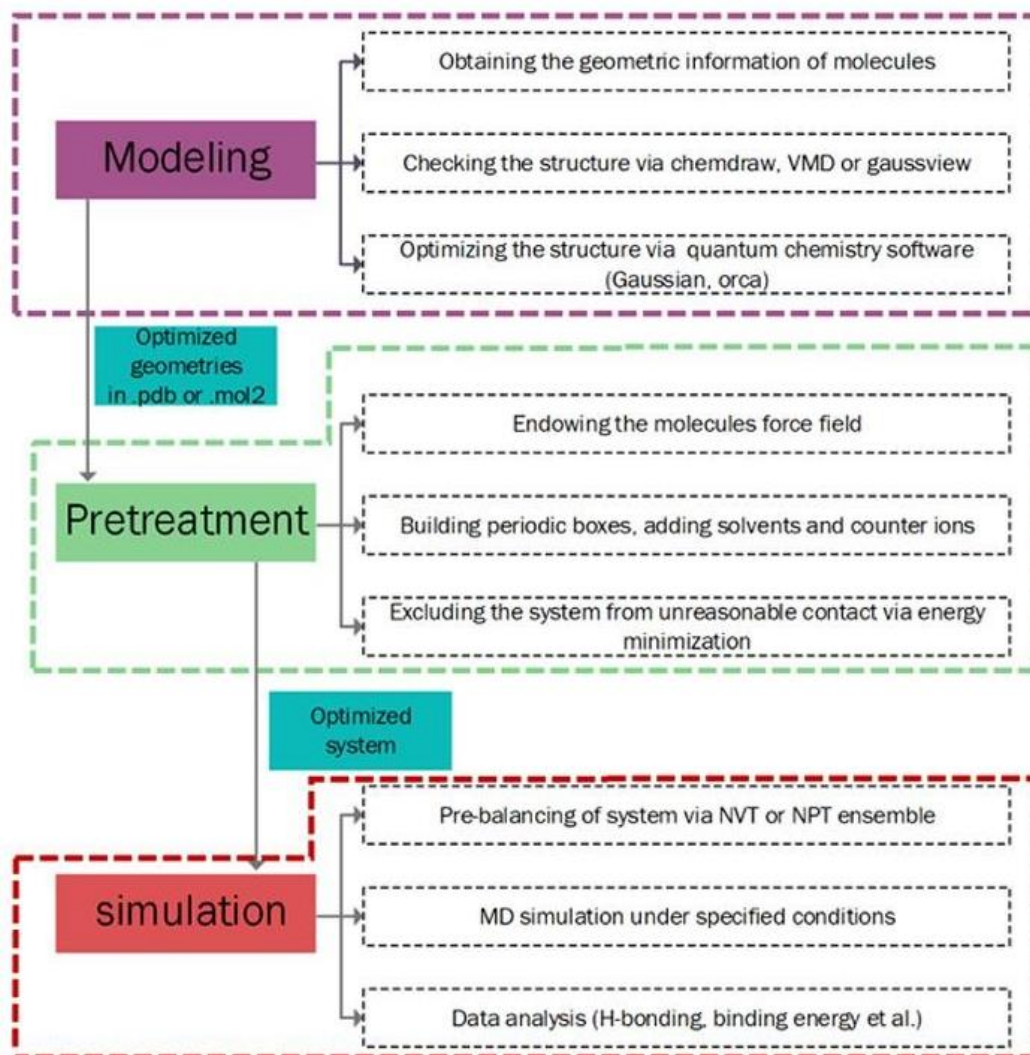 Obtaining the geometric information of molecules
Modeling
Checking the structure via chemdraw, VMD or gaussview
Optimizing the structure via quantum chemistry software
(Gaussian, orca)
Optimized
geometries
in .pdb or .mol2
Endowing the molecules force field
Pretreatment
Building periodic boxes, adding solvents and counter ions
Excluding the system from unreasonable contact via energy
minimization
Optimized
system
Pre-balancing of system via NVT or NPT ensemble
simulation
MD simulation under specified conditions
Data analysis (H-bonding, binding energy et al.)